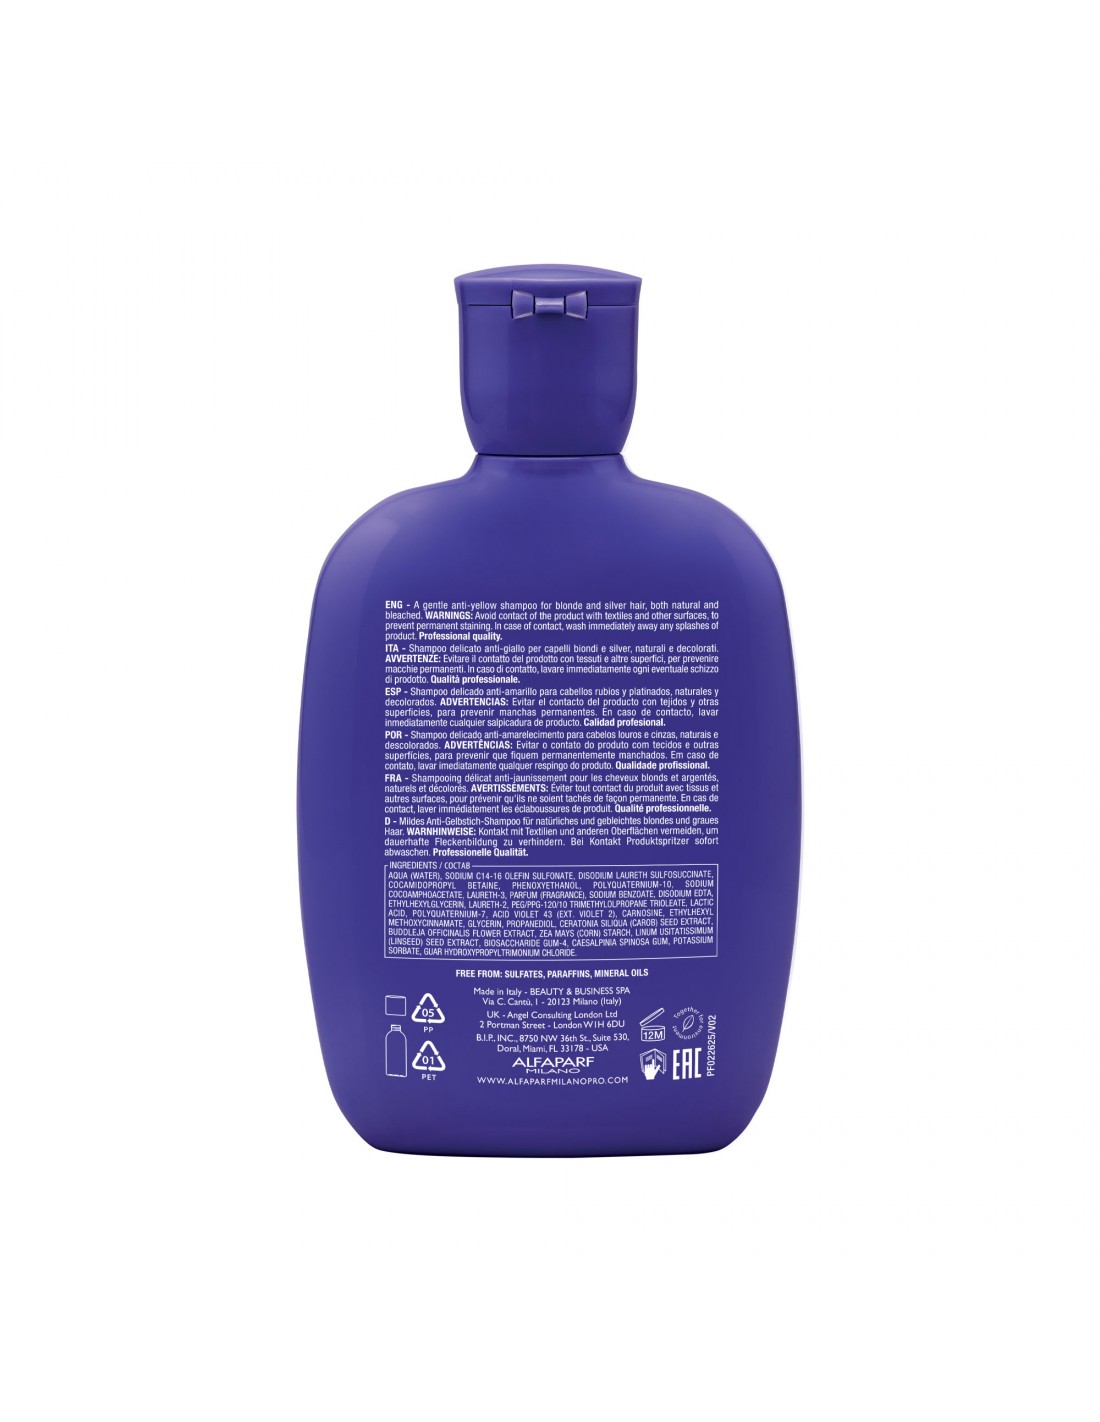 ENG - A gentle anti-yellow shampoo for blonde and silver hair, both natural and
bleached. WARNINGS: Avoid contact of the product with textiles and other surfaces, to
prevent permanent staining. In case of contact, wash immediately away any splashes of
product. Professional quality.
ITA - Shampoo delicato anti-giallo per capelli biondi e silver, naturali e decolorati.
AVVERTENZE: Evitare il contatto del prodotto con tessuti e altre superfici, per prevenire
macchie permanenti. In caso di contatto, lavare immediatamente ogni eventuale schizzo
di prodotto. Qualità professionale.
ESP - Shampoo delicado anti-amarillo para cabellos rubios y platinados, naturales y
decolorados. ADVERTENCIAS: Evitar el contacto del producto con tejidos y otras
superficies, para prevenir manchas permanentes. En caso de contacto, lavar
inmediatamente cualquier salpicadura de producto. Calidad profesional.
POR - Shampoo delicado anti-amarelecimento para cabelos louros e cinzas, naturais e
descolorados. ADVERTÊNCIAS: Evitar o contato do produto com tecidos e outras
superfícies, para prevenir que fiquem permanentemente manchados. Em caso de
contato, lavar imediatamente qualquer respingo do produto. Qualidade profissional.
FRA - Shampooing délicat anti-jaunissement pour les cheveux blonds et argentés,
naturels et décolorés. AVERTISSEMENTS: Éviter tout contact du produit avec tissus et
autres surfaces, pour prévenir qu'ils ne soient tachés de façon permanente. En cas de
contact, laver immédiatement les éclaboussures de produit. Qualité professionnelle.
D - Mildes Anti-Gelbstich-Shampoo für natürliches und gebleichtes blondes und graues
Haar. WARNHINWEISE: Kontakt mit Textilien und anderen Oberflächen vermeiden, um
dauerhafte Fleckenbildung zu verhindern. Bei Kontakt Produktspritzer sofort
abwaschen. Professionelle Qualität.
INGREDIENTS / СОСТАВ
AQUA (WATER), SODIUM C14-16 OLEFIN SULFONATE, DISODIUM LAURETH SULFOSUCCINATE,
COCAMIDOPROPYL BETAINE, PHENOXYETHANOL, POLYQUATERNIUM-10, SODIUM
COCOAMPHOACETATE, LAURETH-3, PARFUM (FRAGRANCE), SODIUM BENZOATE, DISODIUM EDTA,
ETHYLHEXYLGLYCERIN, LAURETH-2, PEG/PPG-120/10 TRIMETHYLOLPROPANE TRIOLEATE, LACTIC
ACID, POLYQUATERNIUM-7, ACID VIOLET 43 (EXT. VIOLET 2), CARNOSINE, ETHYLHEXYL
METHOXYCINNAMATE, GLYCERIN, PROPANEDIOL, CERATONIA SILIQUA (CAROB) SEED EXTRACT,
BUDDLEJA OFFICINALIS FLOWER EXTRACT, ZEA MAYS (CORN) STARCH, LINUM USITATISSIMUM
(LINSEED) SEED EXTRACT, BIOSACCHARIDE GUM-4, CAESALPINIA SPINOSA GUM, POTASSIUM
SORBATE, GUAR HYDROXYPROPYLTRIMONIUM CHLORIDE.
FREE FROM: SULFATES, PARAFFINS, MINERAL OILS
Made in Italy - BEAUTY & BUSINESS SPA
Via C. Cantù, 1 - 20123 Milano (Italy)
UK - Angel Consulting London Ltd
2 Portman Street - London W1H 6DU
B.I.P., INC., 8750 NW 36th St., Suite 530,
Doral, Miami, FL 33178 - USA
ALFAPARF
MILANO
WWW.ALFAPARFMILANOPRO.COM
05
PP
01
PET
12M
Together
EAC
PF022625/V02